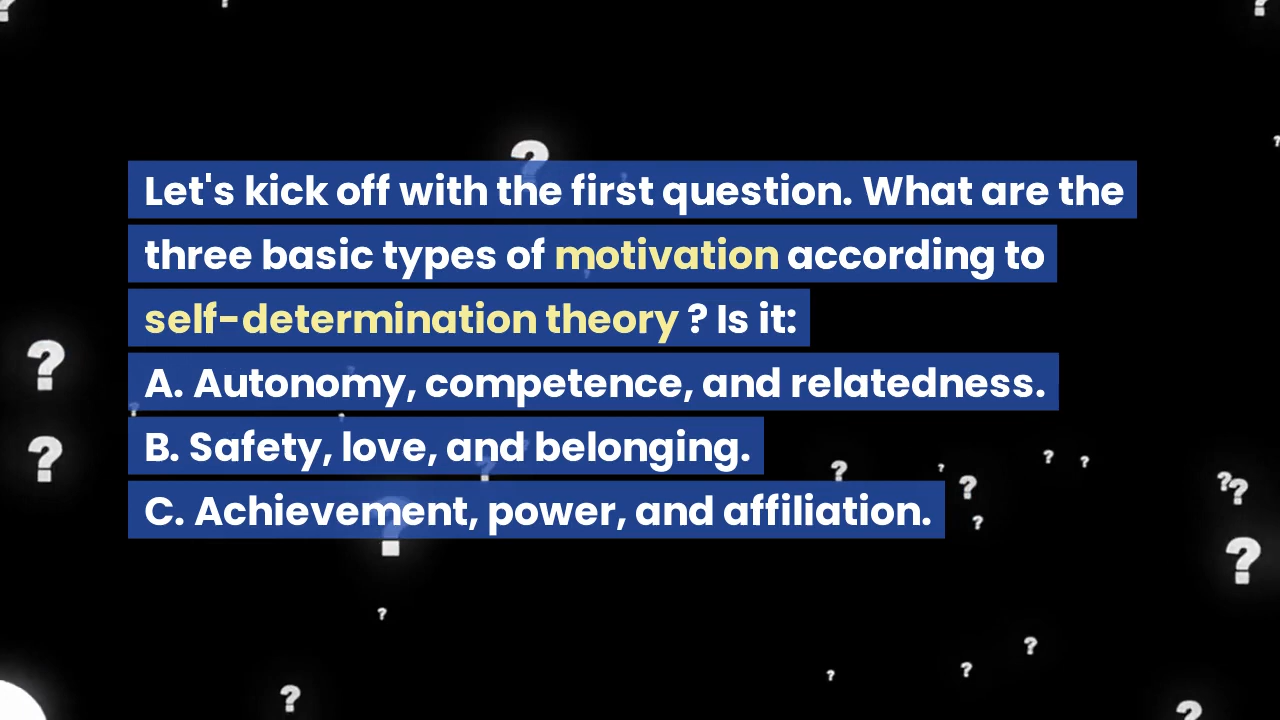 Let's kick off with the first question. What are the
three basic types of motivation according to
self-determination theory ? Is it:
A. Autonomy, competence, and relatedness.
B. Safety, love, and belonging.
C. Achievement, power, and affiliation.